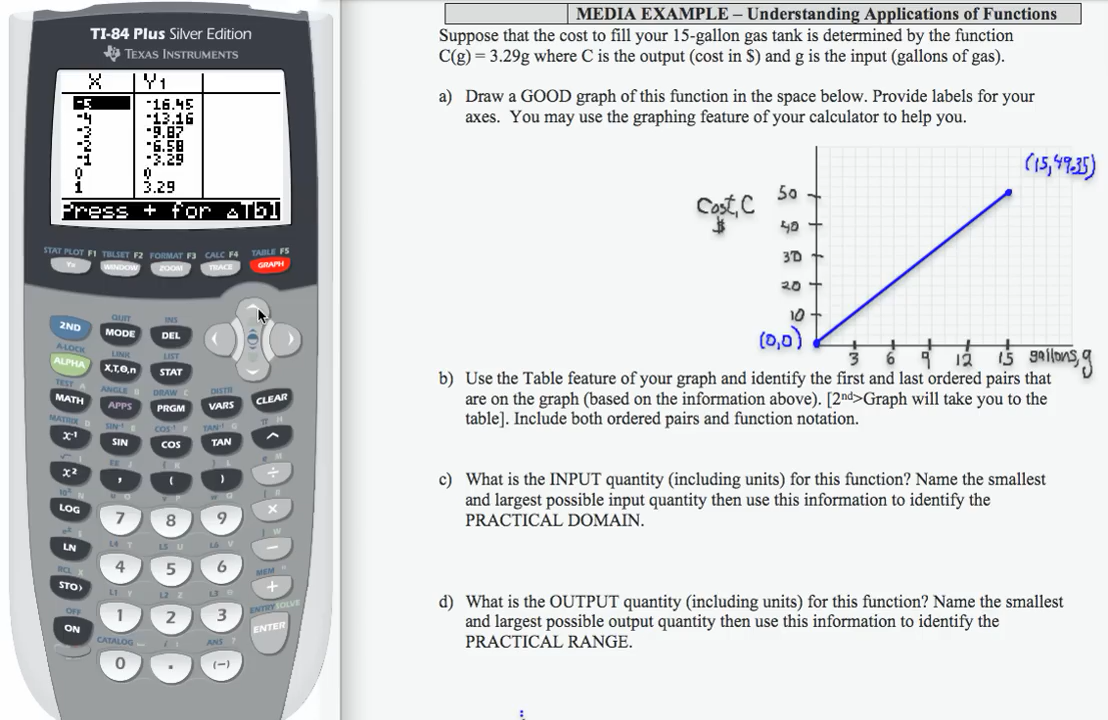 TI-84 Plus Silver Edition
TEXAS INSTRUMENTS
X Y1
-5 -16.45
-4 -13.16
-3 -9.87
-2 -6.58
-1 -3.29
0 0
1 3.29
Press + for ΔTbl
STAT PLOT F1 TBLSET F2 FORMAT F3 CALC F4 TABLE F5
Y= WINDOW ZOOM TRACE GRAPH
QUIT INS
2ND MODE DEL
A-LOCK LINK LIST
ALPHA X,T,Θ,n STAT
TEST A ANGLE B DRAW C DISTR
MATH APPS PRGM VARS CLEAR
MATRIX D SIN-1 E COS-1 F TAN-1 G π H
x-1 SIN COS TAN ^
x2 , ( ) ÷
LOG 7 8 9 ×
LN 4 5 6 −
RCL X L1 Y L2 Z L3 MEM "
STO› 1 2 3 +
OFF CATALOG ANS ? ENTRY SOLVE
ON 0 . (−) ENTER
MEDIA EXAMPLE – Understanding Applications of Functions
Suppose that the cost to fill your 15-gallon gas tank is determined by the function
C(g) = 3.29g where C is the output (cost in $) and g is the input (gallons of gas).
a) Draw a GOOD graph of this function in the space below. Provide labels for your
axes. You may use the graphing feature of your calculator to help you.
(15,49.35)
Cost, C
$
50
40
30
20
10
(0,0)
3 6 9 12 15 gallons, g
b) Use the Table feature of your graph and identify the first and last ordered pairs that
are on the graph (based on the information above). [2nd>Graph will take you to the
table]. Include both ordered pairs and function notation.
c) What is the INPUT quantity (including units) for this function? Name the smallest
and largest possible input quantity then use this information to identify the
PRACTICAL DOMAIN.
d) What is the OUTPUT quantity (including units) for this function? Name the smallest
and largest possible output quantity then use this information to identify the
PRACTICAL RANGE.